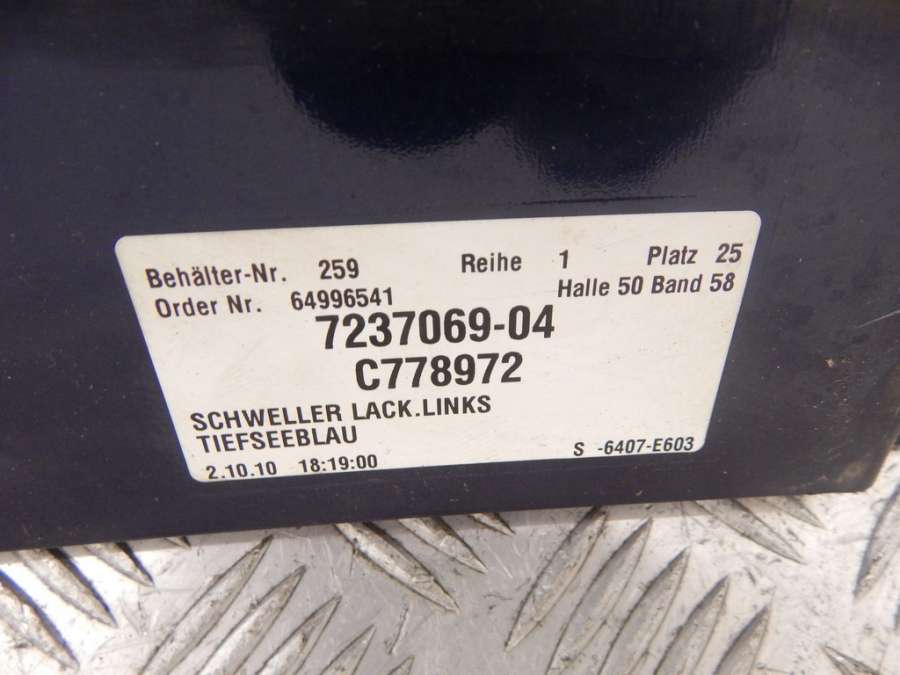 Behälter-Nr. 259 Reihe 1 Platz 25
Order Nr. 64996541 Halle 50 Band 58
7237069-04
C778972
SCHWELLER LACK.LINKS
TIEFSEEBLAU
2.10.10 18:19:00 S -6407-E603